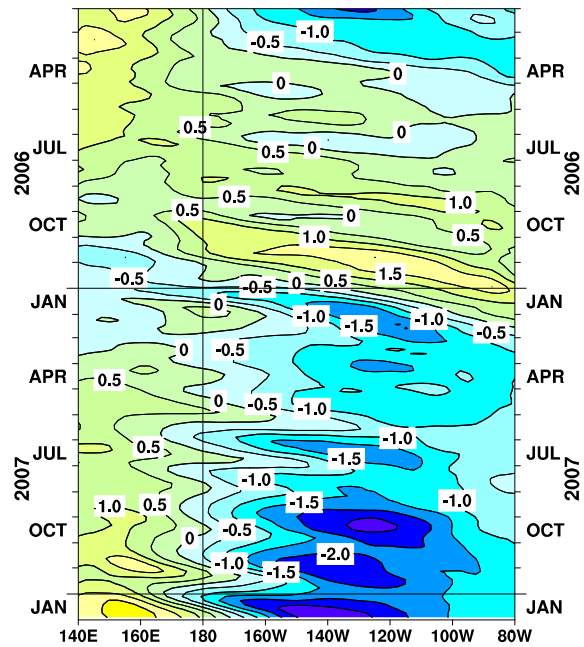 -0.5 -1.0
APR 0 APR
0
0.5 0
JUL 0.5 0 JUL
2006 2006
0.5 1.0
0.5 0
OCT 1.0 0.5 OCT
1.5
-0.5 -0.5 0 0.5
JAN 0 JAN
-1.0 -1.5 -0.5
0 -0.5
APR 0.5 APR
0 -0.5 -1.0
0.5 -1.0
JUL -1.5 JUL
-1.0
2007 2007
1.0 0.5 -1.5 -1.0
OCT 0 -0.5 OCT
-2.0
-1.0 -1.5
JAN JAN
140E 160E 180 160W 140W 120W 100W 80W